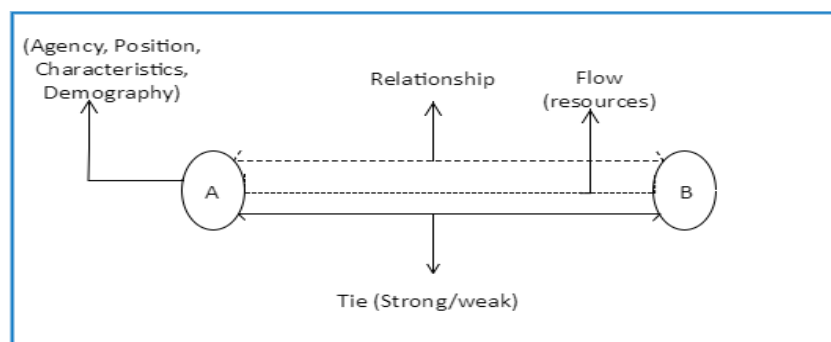 (Agency, Position,
Characteristics,
Demography)
Relationship
Flow
(resources)
A
B
Tie (Strong/weak)